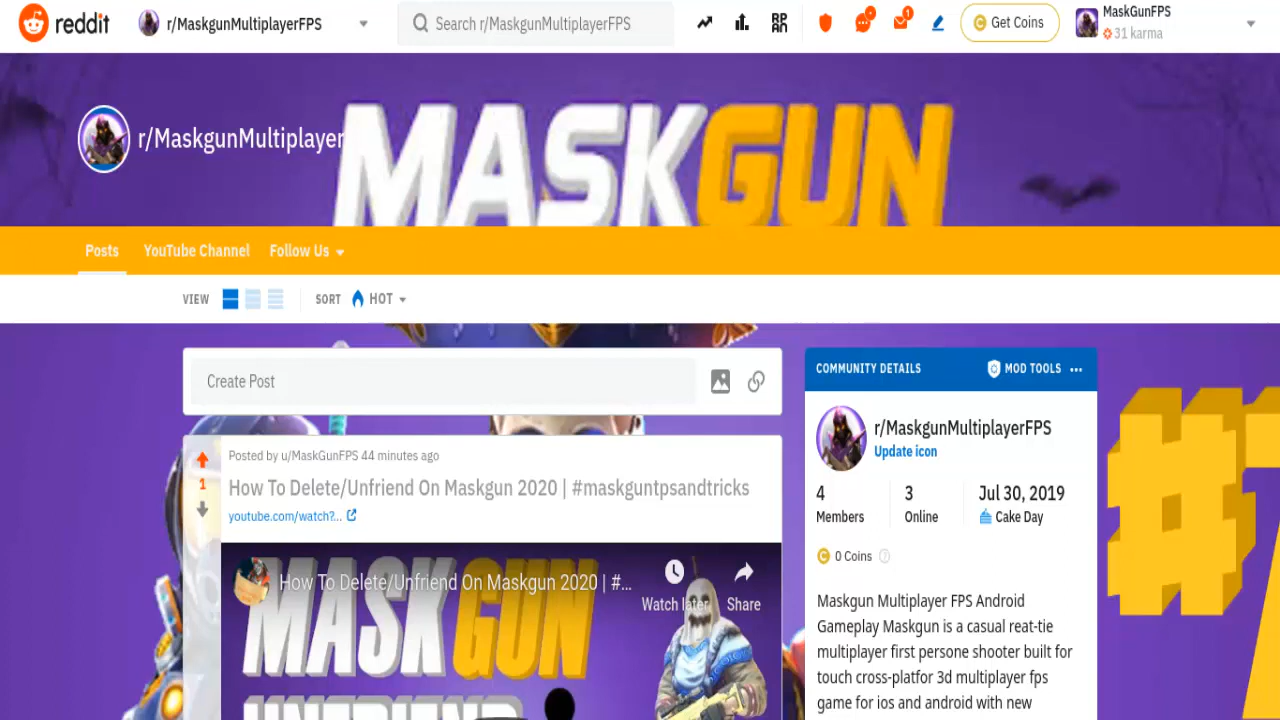 reddit
r/MaskgunMultiplayerFPS
Search r/MaskgunMultiplayerFPS
1
Get Coins
MaskGunFPS
31 karma
r/MaskgunMultiplayer
MASKGUN
Posts
YouTube Channel
Follow Us
VIEW
SORT
HOT
Create Post
Posted by u/MaskGunFPS 44 minutes ago
1
How To Delete/Unfriend On Maskgun 2020 | #maskguntpsandtricks
youtube.com/watch?...
How To Delete/Unfriend On Maskgun 2020 | #...
Watch later
Share
MASK GUN
UNFRIEND
COMMUNITY DETAILS
MOD TOOLS
r/MaskgunMultiplayerFPS
Update icon
4
Members
3
Online
Jul 30, 2019
Cake Day
0 Coins
Maskgun Multiplayer FPS Android
Gameplay Maskgun is a casual reat-tie
multiplayer first persone shooter built for
touch cross-platfor 3d multiplayer fps
game for ios and android with new